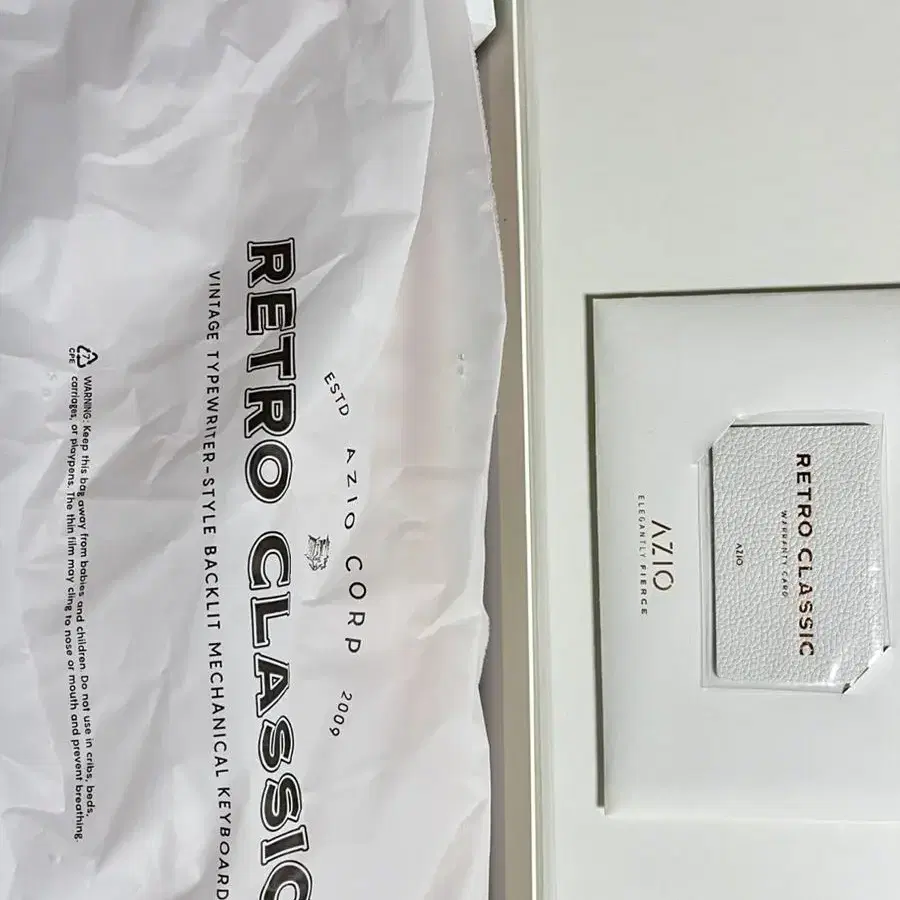 ESTD AZIO CORP 2009
RETRO CLASSIC
VINTAGE TYPEWRITER-STYLE BACKLIT MECHANICAL KEYBOARD
7
CPE
WARNING: Keep this bag away from babies and children. Do not use in cribs, beds,
carriages, or playpens. The thin film may cling to nose or mouth and prevent breathing.
RETRO CLASSIC
WARRANTY CARD
AZIO
AZIO
ELEGANTLY FIERCE